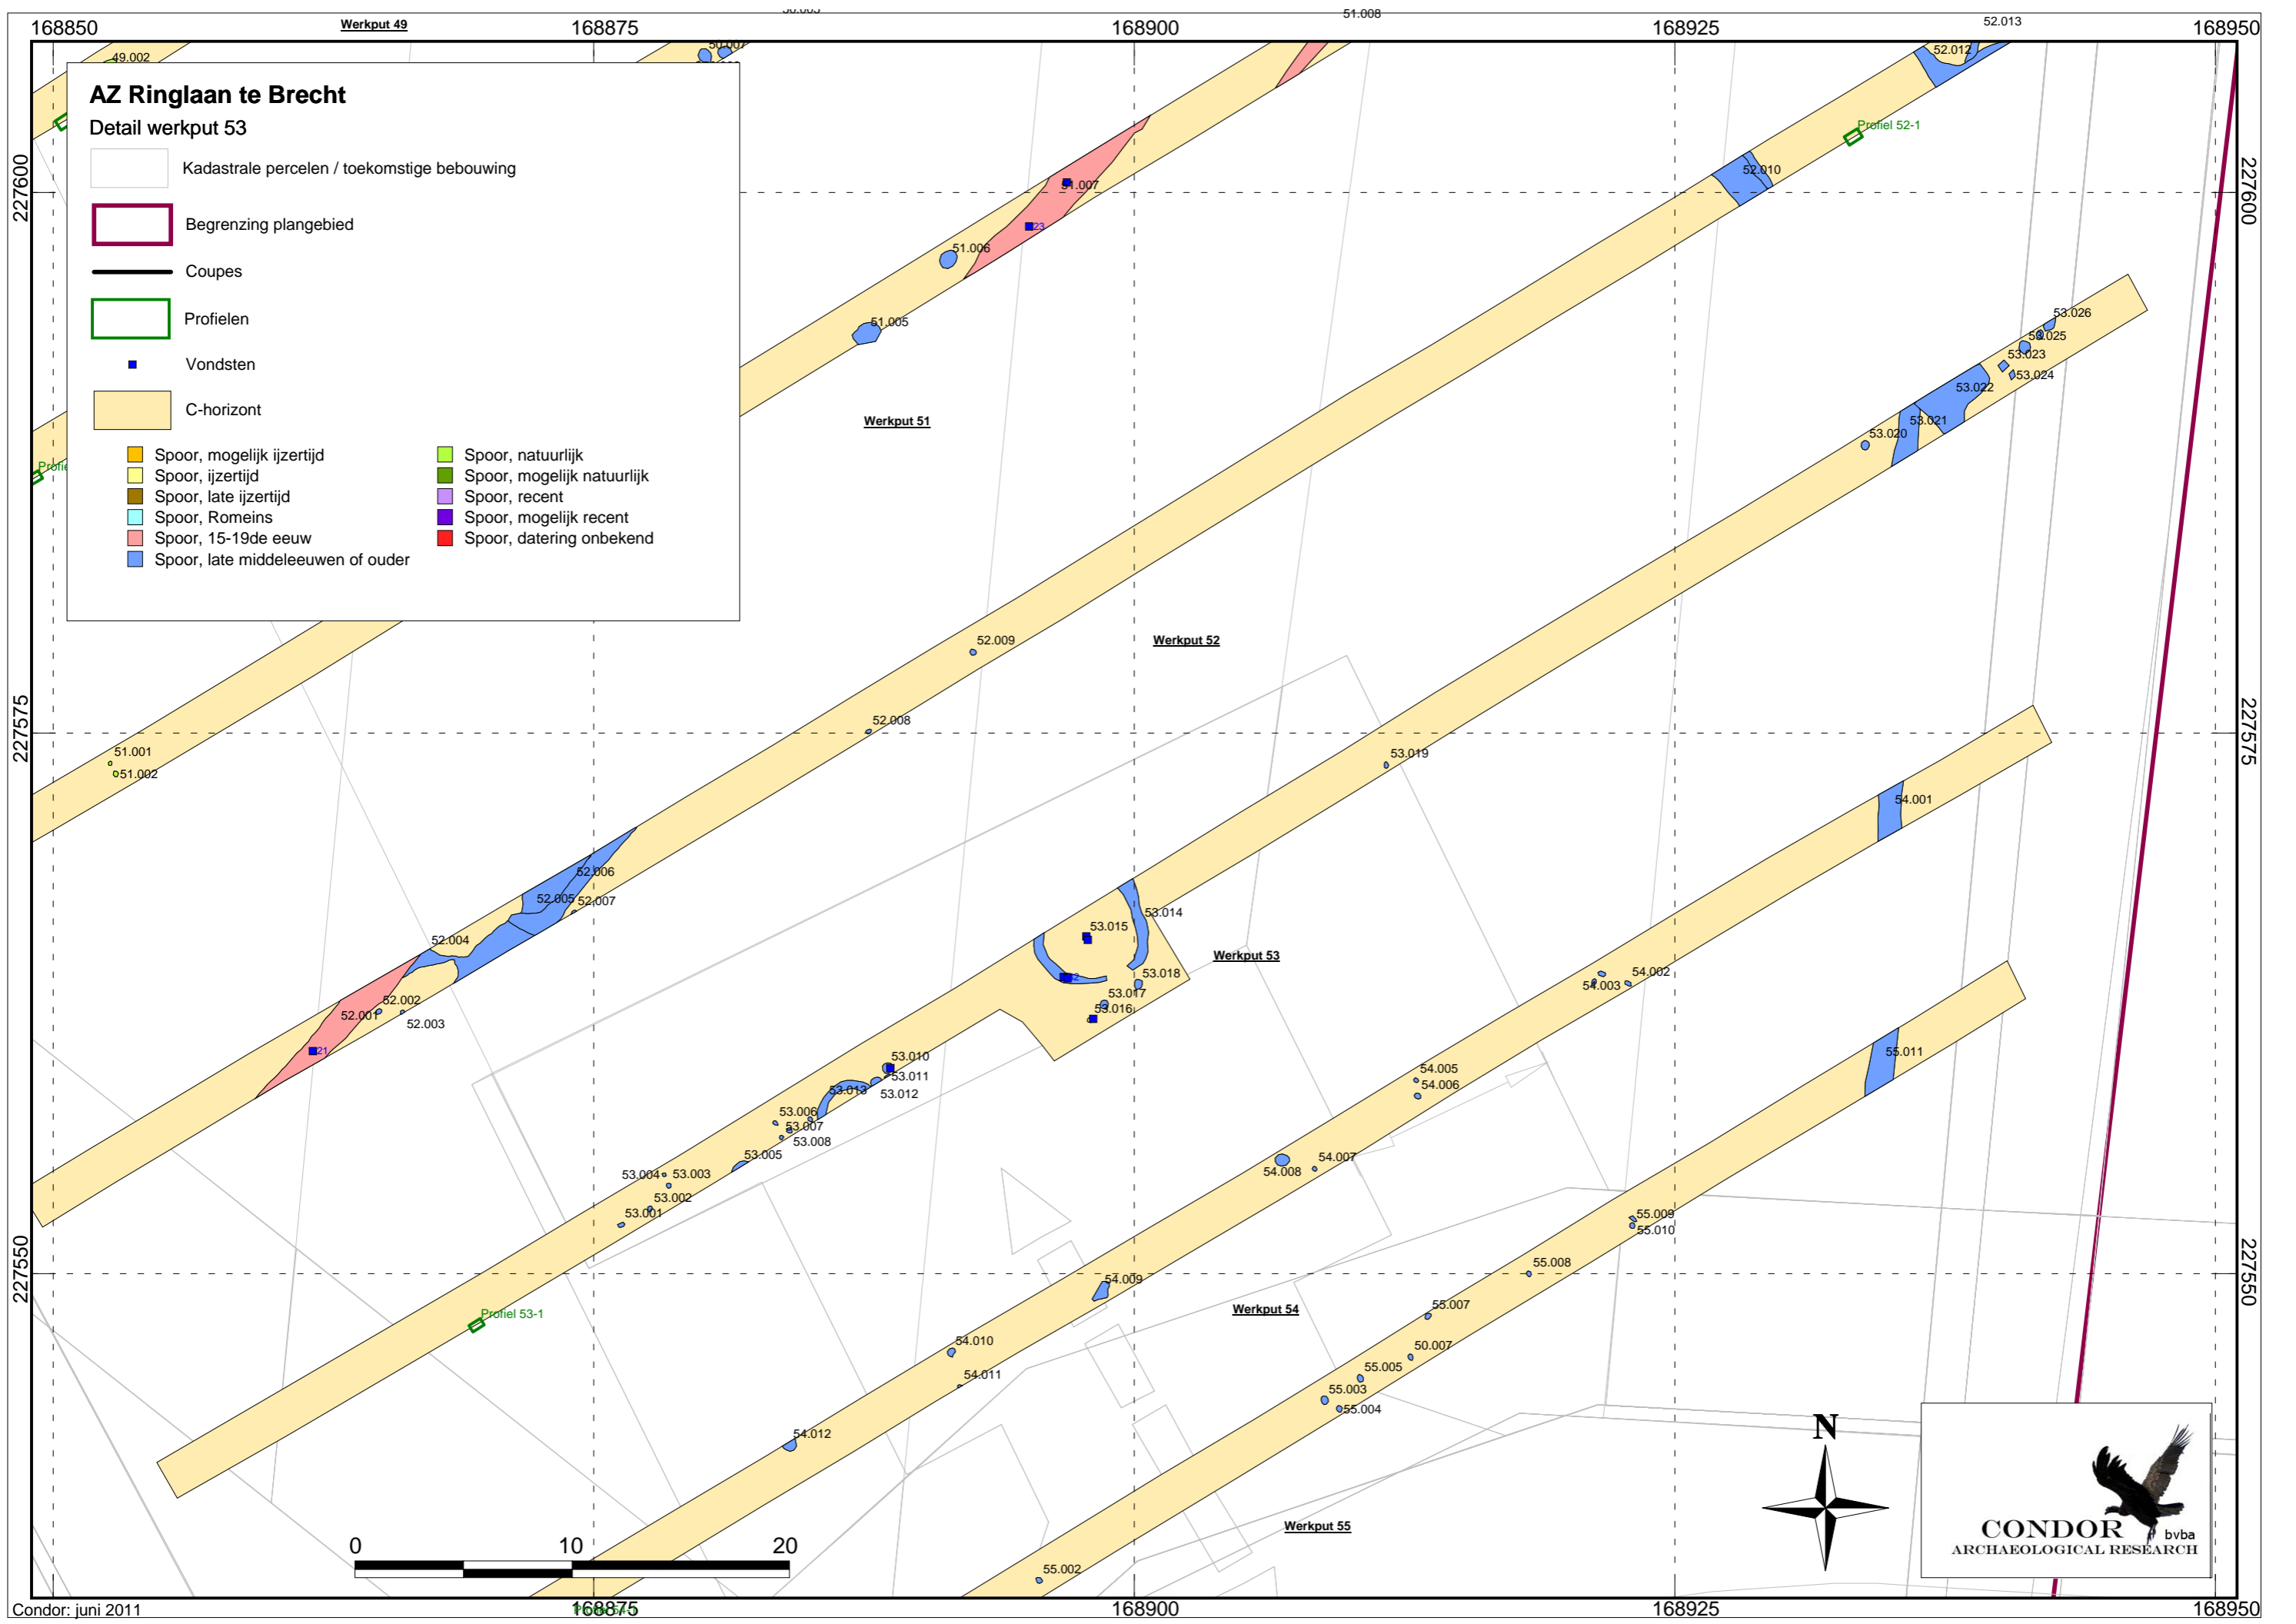 168850
Werkput 49
168875
168900
51.008
168925
52.013
168950
49.002
50.007
52.012
AZ Ringlaan te Brecht
Detail werkput 53
Kadastrale percelen / toekomstige bebouwing
Begrenzing plangebied
Coupes
Profielen
Vondsten
C-horizont
Spoor, mogelijk ijzertijd
Spoor, ijzertijd
Spoor, late ijzertijd
Spoor, Romeins
Spoor, 15-19de eeuw
Spoor, late middeleeuwen of ouder
Spoor, natuurlijk
Spoor, mogelijk natuurlijk
Spoor, recent
Spoor, mogelijk recent
Spoor, datering onbekend
Profiel 52-1
52.010
227600
227600
51.007
23
51.006
51.005
53.026
53.025
53.023
53.024
53.022
53.021
53.020
Werkput 51
Werkput 52
52.009
52.008
227575
227575
51.001
51.002
53.019
54.001
52.006
52.005
52.007
52.004
52.002
52.001
52.003
21
53.014
53.015
Werkput 53
53.018
53.017
53.016
54.002
54.003
53.010
53.011
53.013
53.012
53.006
53.007
53.008
53.005
53.004
53.003
53.002
53.001
54.005
54.006
55.011
54.007
54.008
55.009
55.010
55.008
227550
227550
54.009
Werkput 54
Profiel 53-1
55.007
54.010
50.007
54.011
55.005
55.003
55.004
54.012
N
Werkput 55
0
10
20
55.002
CONDOR bvba
ARCHAEOLOGICAL RESEARCH
Condor: juni 2011
168875
168900
168925
168950